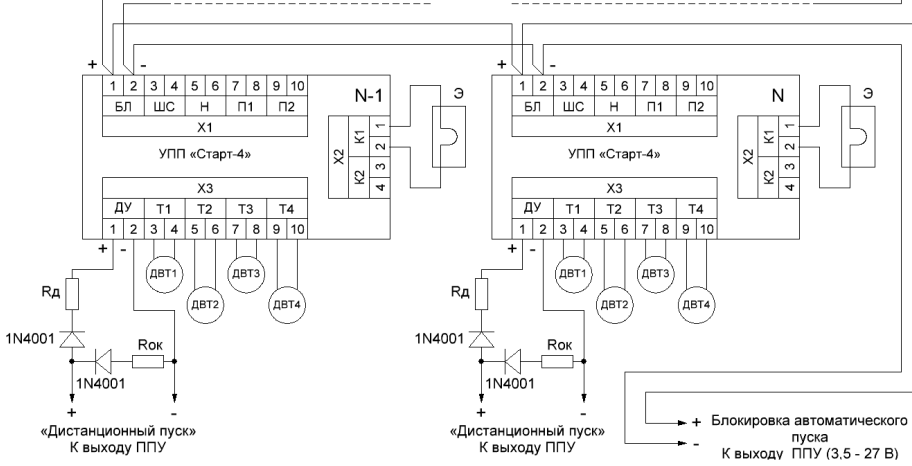 + - + -
1 2 3 4 5 6 7 8 9 10 N-1 Э
БЛ ШС Н П1 П2
X1
УПП «Старт-4»
X2 К1 К2 1 2 3 4
X3
ДУ Т1 Т2 Т3 Т4
1 2 3 4 5 6 7 8 9 10
+ -
ДВТ1 ДВТ3
ДВТ2 ДВТ4
Rд
1N4001
Rок
1N4001
+ -
«Дистанционный пуск»
К выходу ППУ
1 2 3 4 5 6 7 8 9 10 N Э
БЛ ШС Н П1 П2
X1
УПП «Старт-4»
X2 К1 К2 1 2 3 4
X3
ДУ Т1 Т2 Т3 Т4
1 2 3 4 5 6 7 8 9 10
+ -
ДВТ1 ДВТ3
ДВТ2 ДВТ4
Rд
1N4001
Rок
1N4001
+ -
«Дистанционный пуск»
К выходу ППУ
+ Блокировка автоматического
пуска
- К выходу ППУ (3,5 - 27 В)